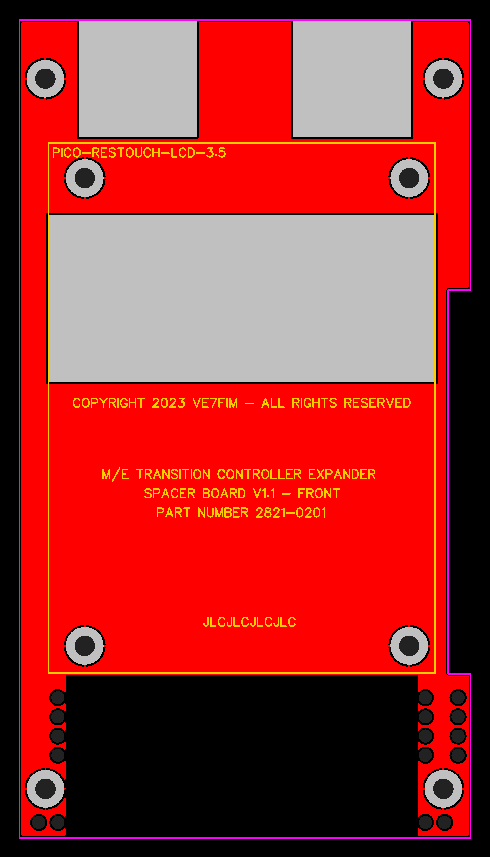 PICO-RESTOUCH-LCD-3.5
COPYRIGHT 2023 VE7FIM - ALL RIGHTS RESERVED
M/E TRANSITION CONTROLLER EXPANDER
SPACER BOARD V1.1 - FRONT
PART NUMBER 2821-0201
JLCJLCJLCJLC